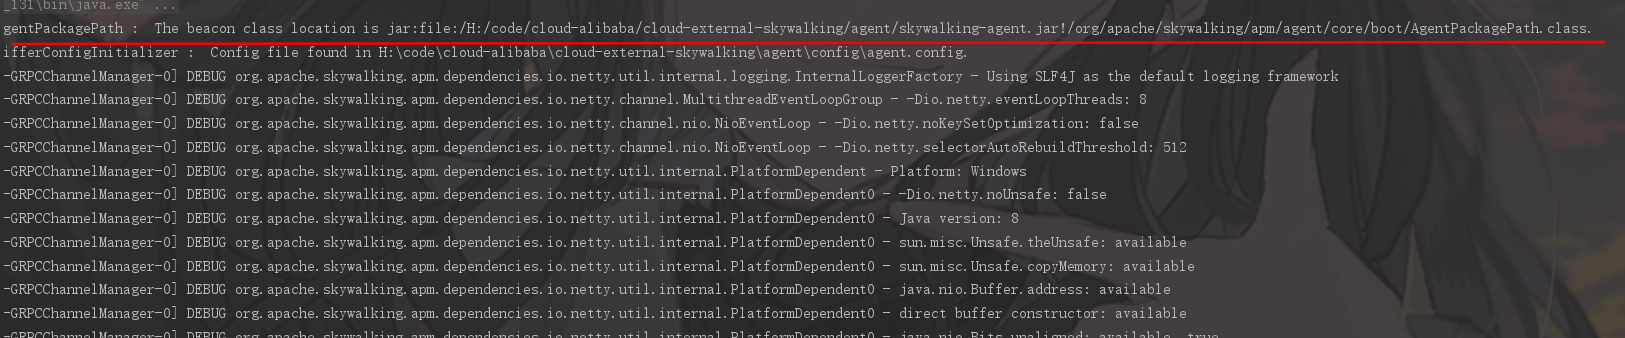 _131\bin\java.exe" ...
gentPackagePath :  The beacon class location is jar:file:/H:/code/cloud-alibaba/cloud-external-skywalking/agent/skywalking-agent.jar!/org/apache/skywalking/apm/agent/core/boot/AgentPackagePath.class.
ifferConfigInitializer :  Config file found in H:\code\cloud-alibaba\cloud-external-skywalking\agent\config\agent.config.
-GRPCChannelManager-0] DEBUG org.apache.skywalking.apm.dependencies.io.netty.util.internal.logging.InternalLoggerFactory - Using SLF4J as the default logging framework
-GRPCChannelManager-0] DEBUG org.apache.skywalking.apm.dependencies.io.netty.channel.MultithreadEventLoopGroup - -Dio.netty.eventLoopThreads: 8
-GRPCChannelManager-0] DEBUG org.apache.skywalking.apm.dependencies.io.netty.channel.nio.NioEventLoop - -Dio.netty.noKeySetOptimization: false
-GRPCChannelManager-0] DEBUG org.apache.skywalking.apm.dependencies.io.netty.channel.nio.NioEventLoop - -Dio.netty.selectorAutoRebuildThreshold: 512
-GRPCChannelManager-0] DEBUG org.apache.skywalking.apm.dependencies.io.netty.util.internal.PlatformDependent - Platform: Windows
-GRPCChannelManager-0] DEBUG org.apache.skywalking.apm.dependencies.io.netty.util.internal.PlatformDependent0 - -Dio.netty.noUnsafe: false
-GRPCChannelManager-0] DEBUG org.apache.skywalking.apm.dependencies.io.netty.util.internal.PlatformDependent0 - Java version: 8
-GRPCChannelManager-0] DEBUG org.apache.skywalking.apm.dependencies.io.netty.util.internal.PlatformDependent0 - sun.misc.Unsafe.theUnsafe: available
-GRPCChannelManager-0] DEBUG org.apache.skywalking.apm.dependencies.io.netty.util.internal.PlatformDependent0 - sun.misc.Unsafe.copyMemory: available
-GRPCChannelManager-0] DEBUG org.apache.skywalking.apm.dependencies.io.netty.util.internal.PlatformDependent0 - java.nio.Buffer.address: available
-GRPCChannelManager-0] DEBUG org.apache.skywalking.apm.dependencies.io.netty.util.internal.PlatformDependent0 - direct buffer constructor: available
-GRPCChannelManager-0] DEBUG org.apache.skywalking.apm.dependencies.io.netty.util.internal.PlatformDependent0 - java.nio.Bits.unaligned: available, true